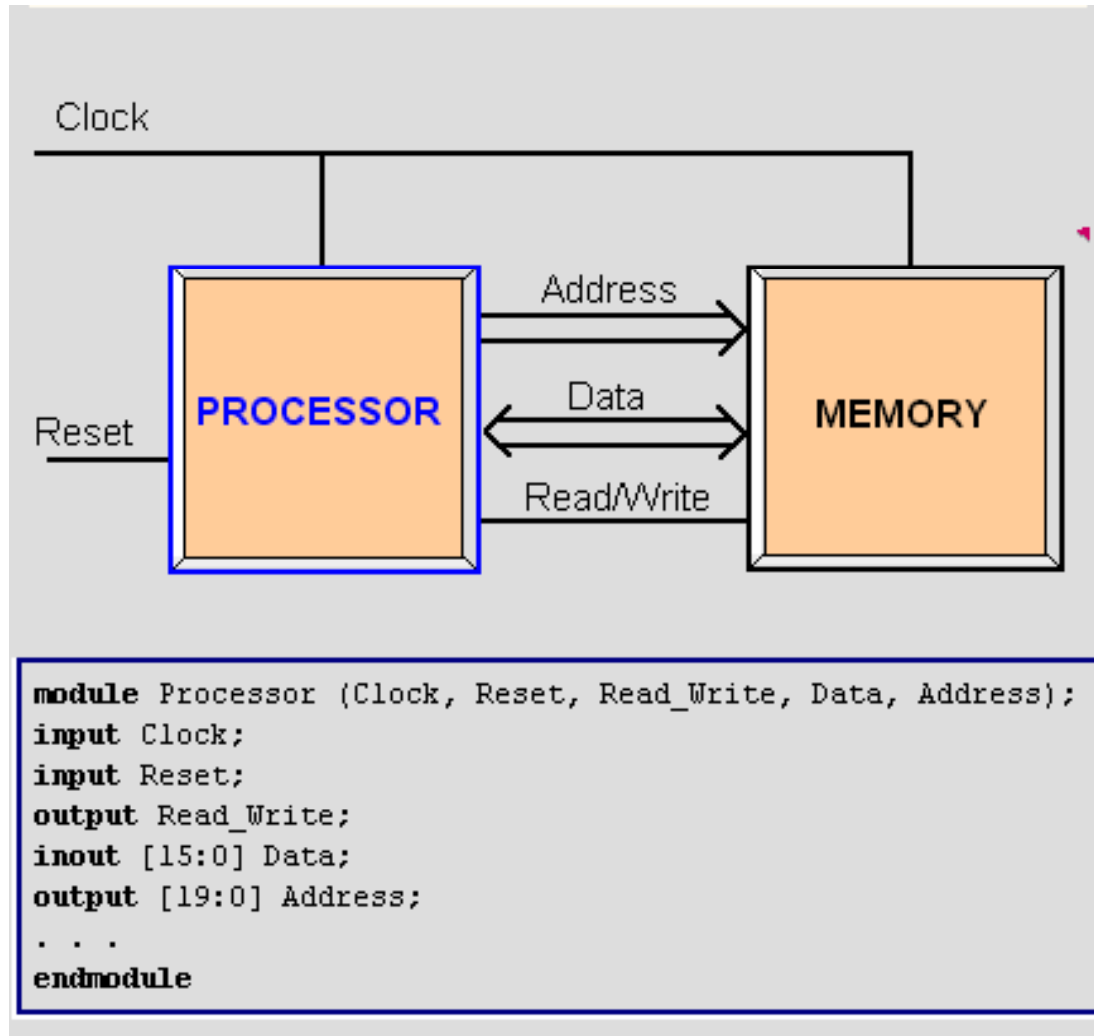 Clock
Address
PROCESSOR
Data
MEMORY
Reset
Read/Write
module Processor (Clock, Reset, Read_Write, Data, Address);
input Clock;
input Reset;
output Read_Write;
inout [15:0] Data;
output [19:0] Address;
. . .
endmodule